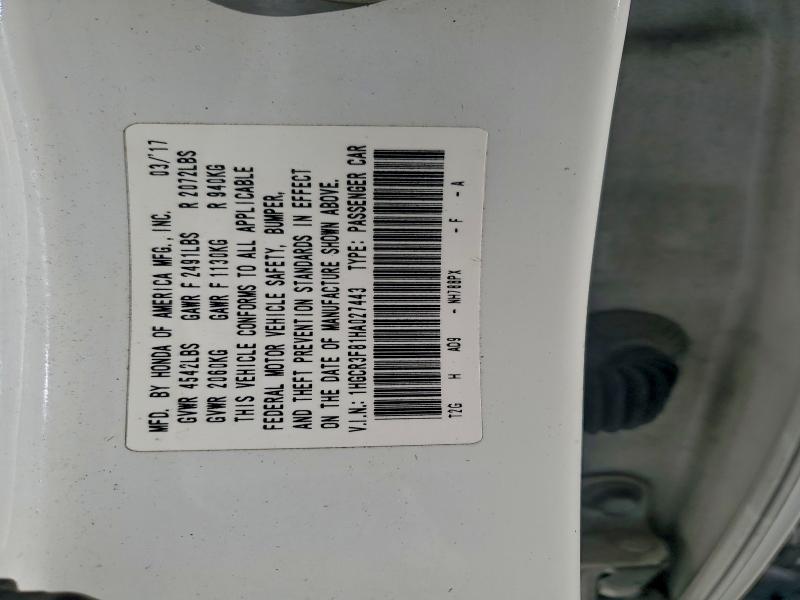 MFD. BY HONDA OF AMERICA MFG., INC. 03/'17
GVWR 4542LBS GAWR F 2491LBS R 2072LBS
GVWR 2060KG GAWR F 1130KG R 940KG
THIS VEHICLE CONFORMS TO ALL APPLICABLE
FEDERAL MOTOR VEHICLE SAFETY, BUMPER,
AND THEFT PREVENTION STANDARDS IN EFFECT
ON THE DATE OF MANUFACTURE SHOWN ABOVE.
V.I.N.: 1HGCR3F81HA027443 TYPE: PASSENGER CAR
T2G H AD9 - NH788PX - F - A